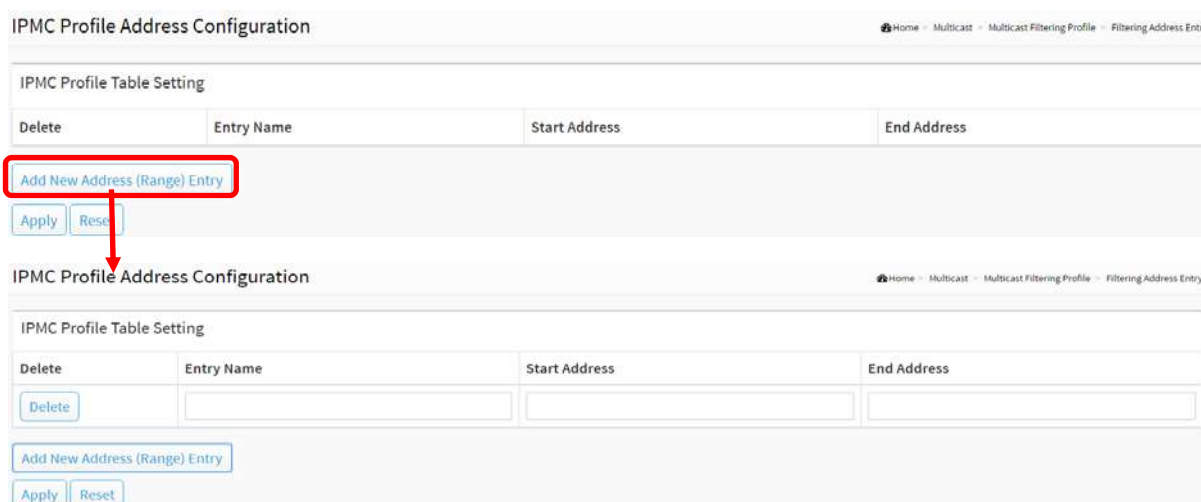 IPMC Profile Address Configuration
Home > Multicast > Multicast Filtering Profile > Filtering Address Entr
IPMC Profile Table Setting
Delete Entry Name Start Address End Address
Add New Address (Range) Entry
Apply Rese
IPMC Profile Address Configuration
Home > Multicast > Multicast Filtering Profile > Filtering Address Entry
IPMC Profile Table Setting
Delete Entry Name Start Address End Address
Delete
Add New Address (Range) Entry
Apply Reset